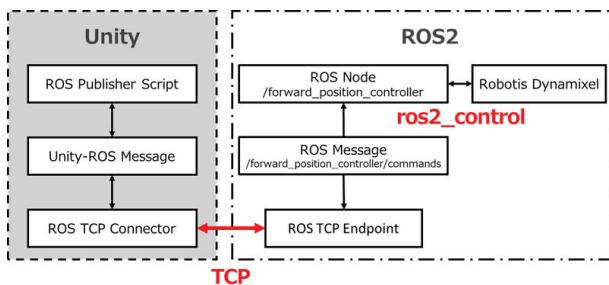 Unity
ROS Publisher Script
Unity-ROS Message
ROS TCP Connector
TCP
ROS2
ROS Node
/forward_position_controller
Robotis Dynamixel
ros2_control
ROS Message
/forward_position_controller/commands
ROS TCP Endpoint